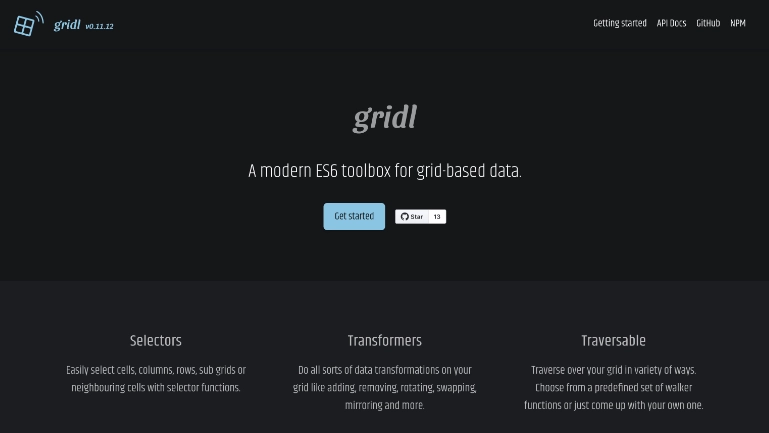 gridl v0.11.12
Getting started API Docs GitHub NPM
gridl
A modern ES6 toolbox for grid-based data.
Get started
Star 13
Selectors
Easily select cells, columns, rows, sub grids or
neighbouring cells with selector functions.
Transformers
Do all sorts of data transformations on your
grid like adding, removing, rotating, swapping,
mirroring and more.
Traversable
Traverse over your grid in variety of ways.
Choose from a predefined set of walker
functions or just come up with your own one.